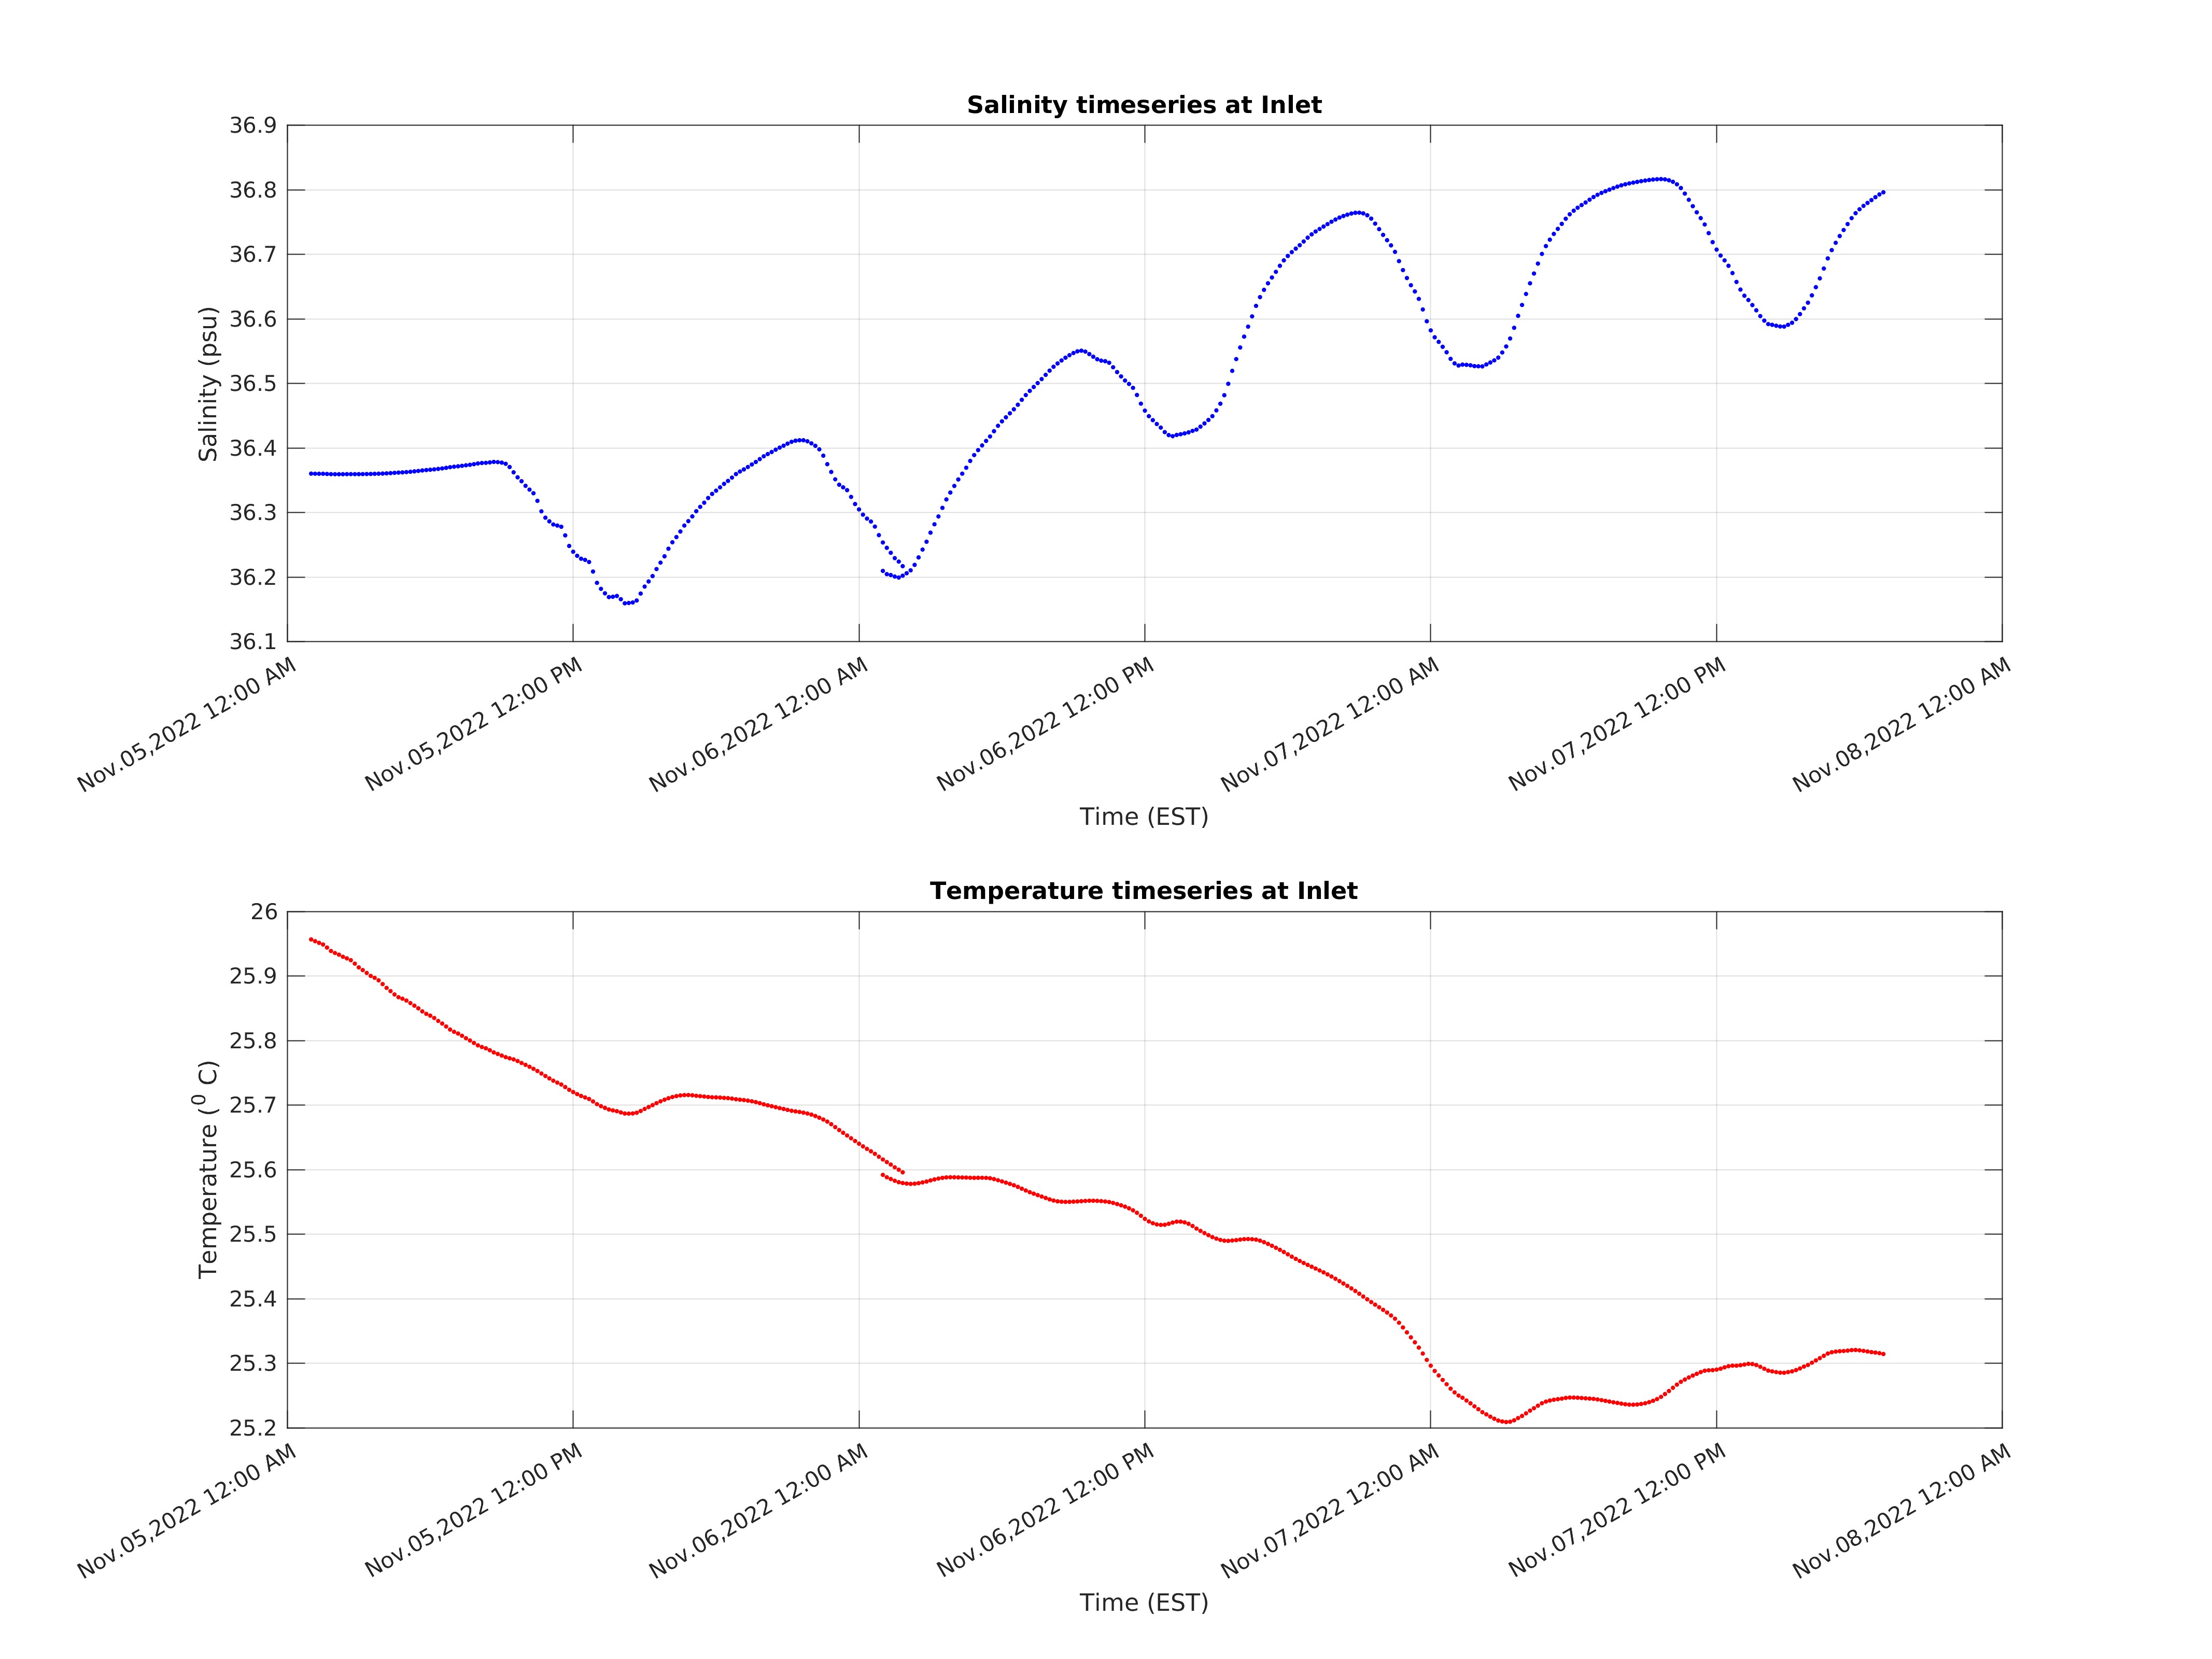 Salinity timeseries at Inlet
36.9
36.8
36.7
36.6
36.5
36.4
36.3
36.2
36.1
Salinity (psu)
Nov.05,2022 12:00 AM
Nov.05,2022 12:00 PM
Nov.06,2022 12:00 AM
Nov.06,2022 12:00 PM
Nov.07,2022 12:00 AM
Nov.07,2022 12:00 PM
Nov.08,2022 12:00 AM
Time (EST)
Temperature timeseries at Inlet
26
25.9
25.8
25.7
25.6
25.5
25.4
25.3
25.2
Temperature (⁰ C)
Nov.05,2022 12:00 AM
Nov.05,2022 12:00 PM
Nov.06,2022 12:00 AM
Nov.06,2022 12:00 PM
Nov.07,2022 12:00 AM
Nov.07,2022 12:00 PM
Nov.08,2022 12:00 AM
Time (EST)